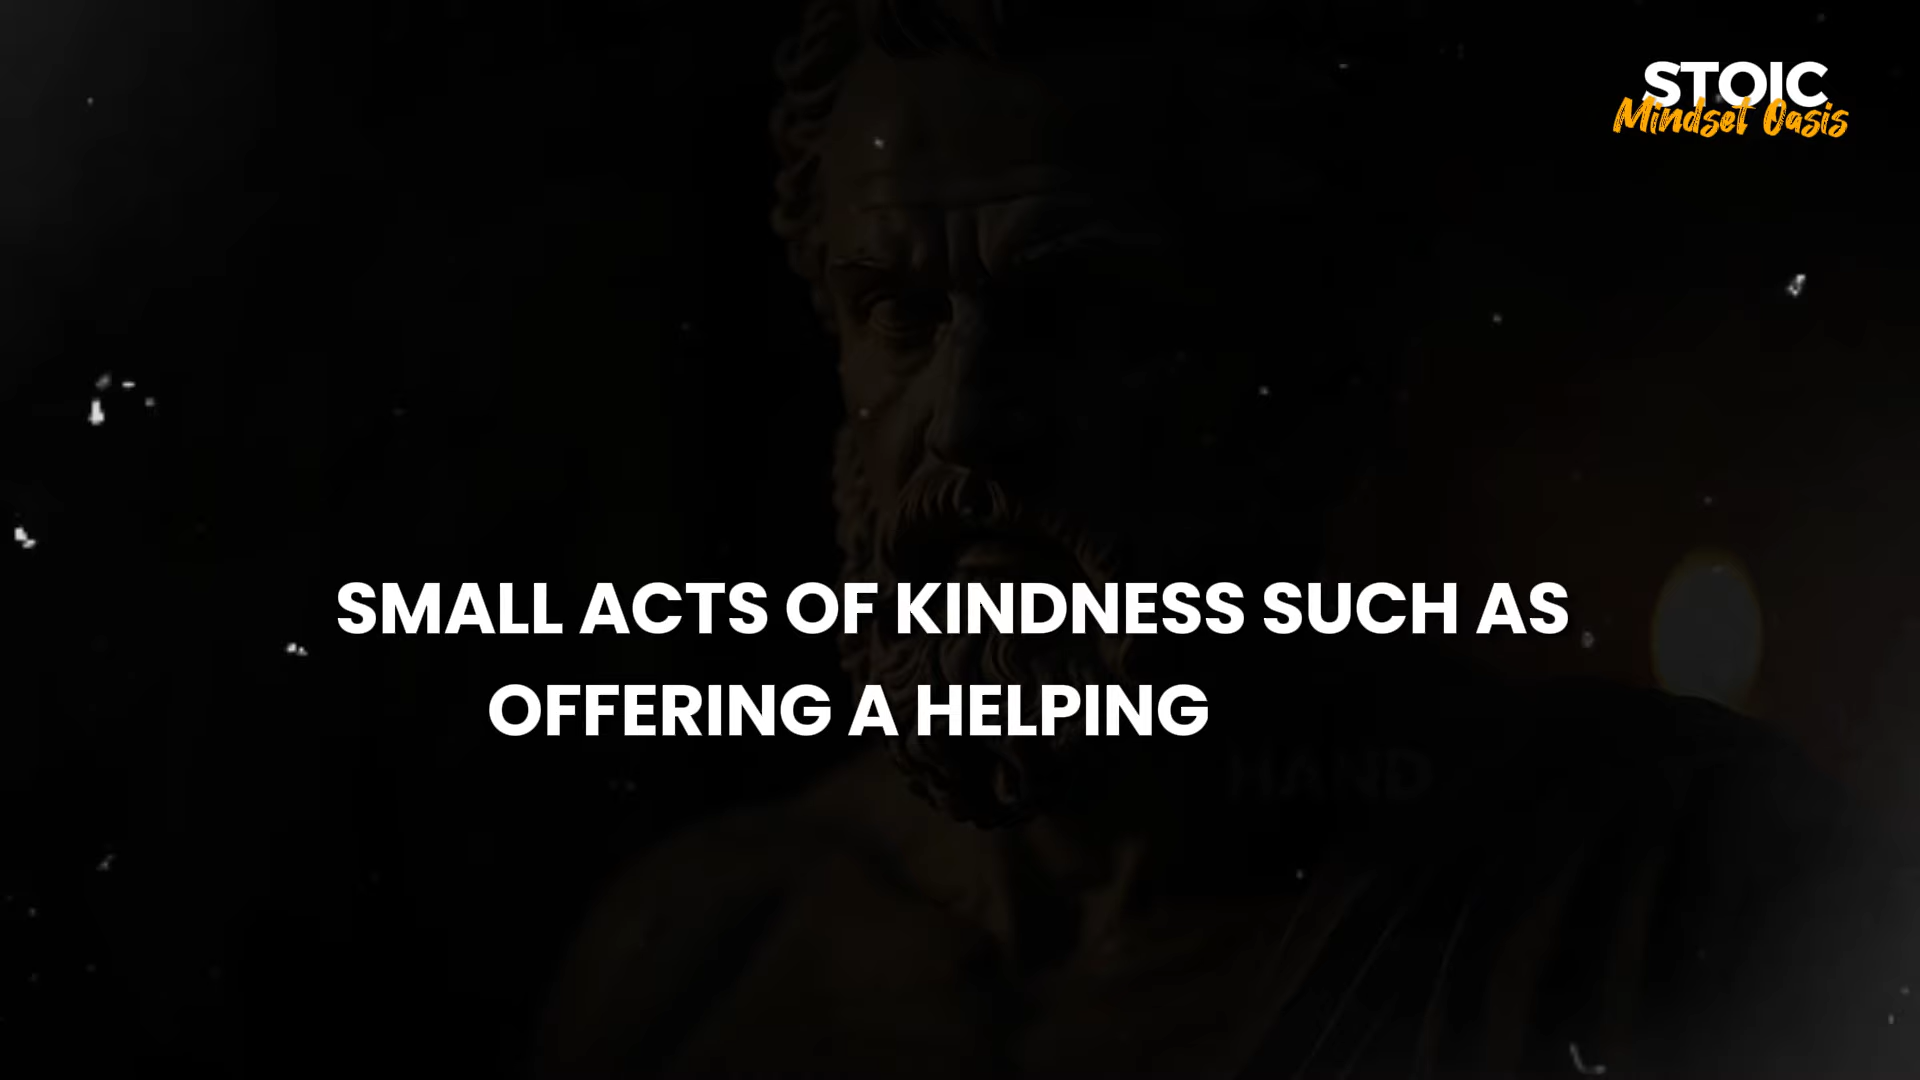 STOIC
Mindset Oasis
SMALL ACTS OF KINDNESS SUCH AS
OFFERING A HELPING
HAND